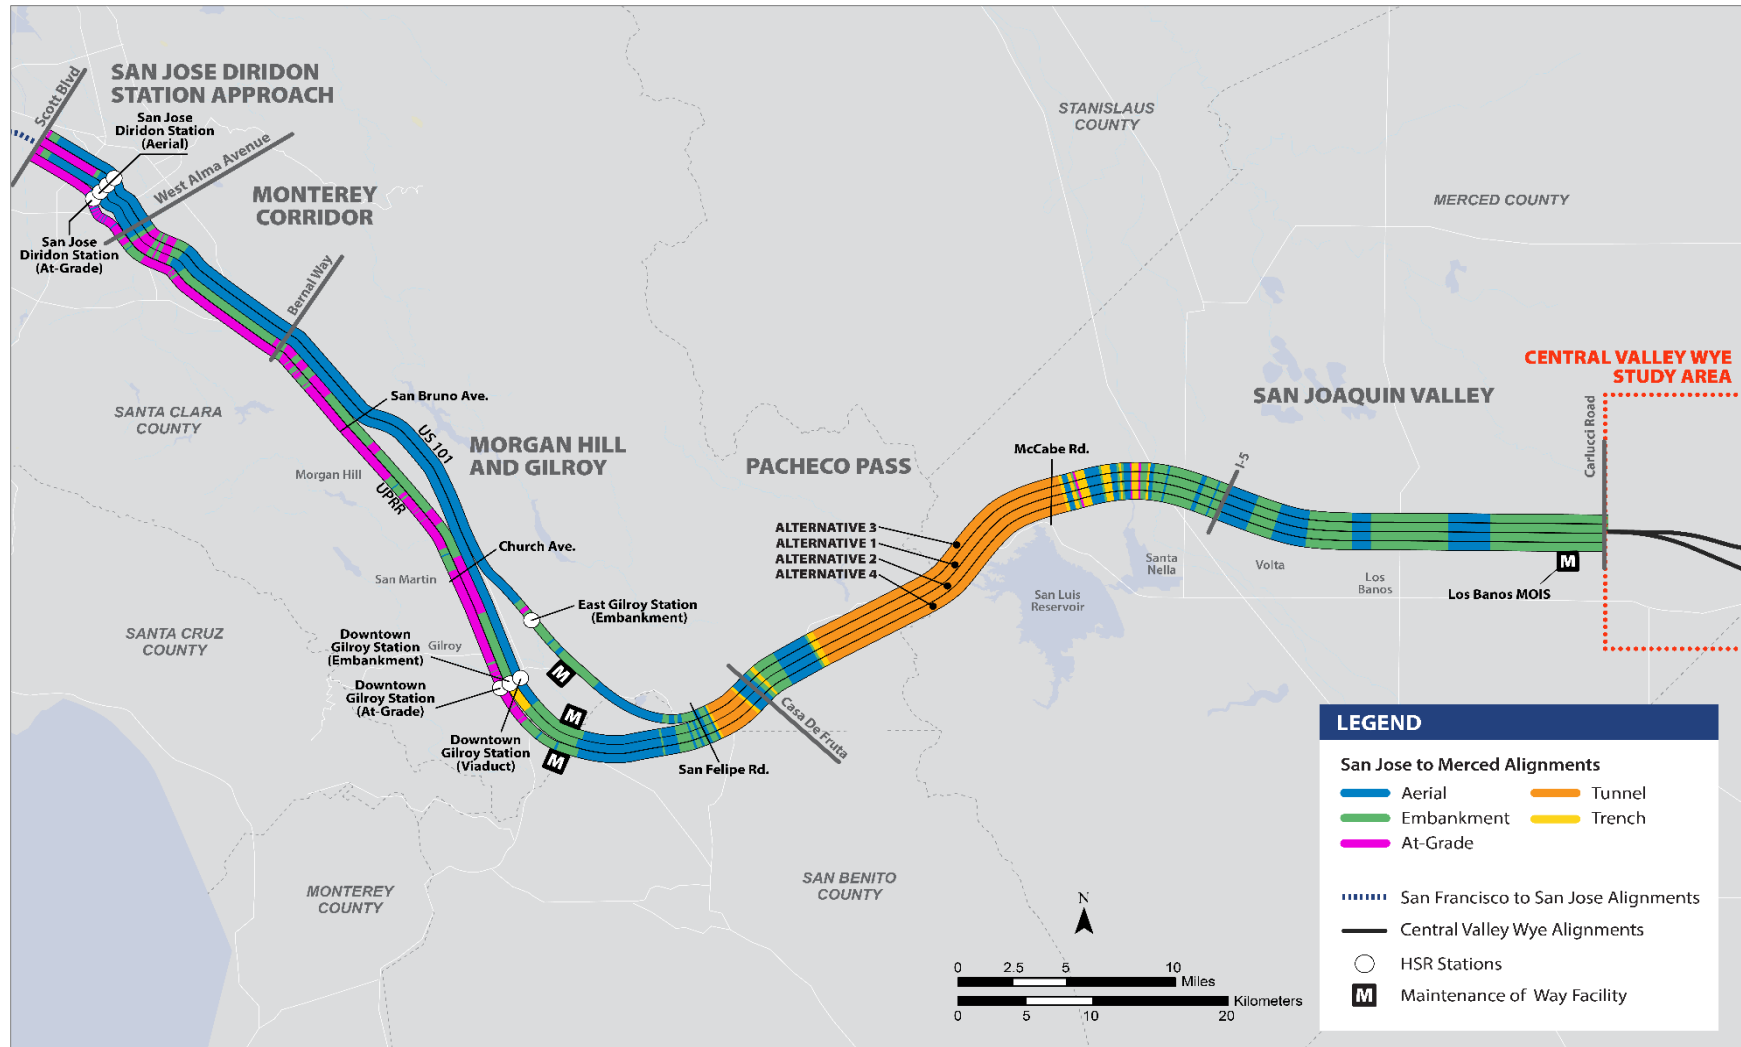 SAN JOSE DIRIDON
STATION APPROACH
Scott Blvd
San Jose
Diridon Station
(Aerial)
West Alma Avenue
MONTEREY
CORRIDOR
San Jose
Diridon Station
(At-Grade)
Bernal Way
STANISLAUS
COUNTY
MERCED COUNTY
CENTRAL VALLEY WYE
STUDY AREA
SAN JOAQUIN VALLEY
Carlucci Road
SANTA CLARA
COUNTY
San Bruno Ave.
US 101
MORGAN HILL
AND GILROY
Morgan Hill
UPRR
PACHECO PASS
McCabe Rd.
I-5
ALTERNATIVE 3
ALTERNATIVE 1
ALTERNATIVE 2
ALTERNATIVE 4
Church Ave.
San Martin
Santa
Nella
Volta
Los
Banos
M
Los Banos MOIS
San Luis
Reservoir
East Gilroy Station
(Embankment)
SANTA CRUZ
COUNTY
Downtown
Gilroy Station
(Embankment)
Gilroy
Downtown
Gilroy Station
(At-Grade)
M
M
M
Downtown
Gilroy Station
(Viaduct)
San Felipe Rd.
Casa De Fruta
MONTEREY
COUNTY
SAN BENITO
COUNTY
N
0 2.5 5 10
Miles
Kilometers
0 5 10 20
LEGEND
San Jose to Merced Alignments
Aerial
Tunnel
Embankment
Trench
At-Grade
San Francisco to San Jose Alignments
Central Valley Wye Alignments
HSR Stations
M
Maintenance of Way Facility